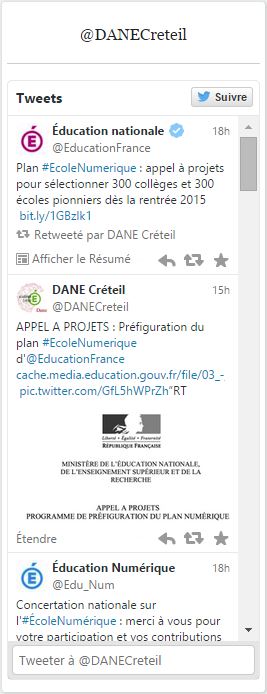 @DANECreteil
Tweets
Suivre
Éducation nationale 18h
@EducationFrance
Plan #EcoleNumerique : appel à projets
pour sélectionner 300 collèges et 300
écoles pionniers dès la rentrée 2015
bit.ly/1GBzlk1
Retweeté par DANE Créteil
Afficher le Résumé
DANE Créteil 15h
@DANECreteil
APPEL A PROJETS : Préfiguration du
plan #EcoleNumerique
d'@EducationFrance
cache.media.education.gouv.fr/file/03_-
pic.twitter.com/GfL5hWPrZh"RT
Liberté • Égalité • Fraternité
RÉPUBLIQUE FRANÇAISE
MINISTÈRE DE L'ÉDUCATION NATIONALE,
DE L'ENSEIGNEMENT SUPÉRIEUR ET DE LA
RECHERCHE
APPEL A PROJETS
PROGRAMME DE PRÉFIGURATION DU PLAN NUMÉRIQUE
Étendre
Éducation Numérique 18h
@Edu_Num
Concertation nationale sur
l'#ÉcoleNumérique : merci à vous pour
votre participation et vos contributions
Tweeter à @DANECreteil